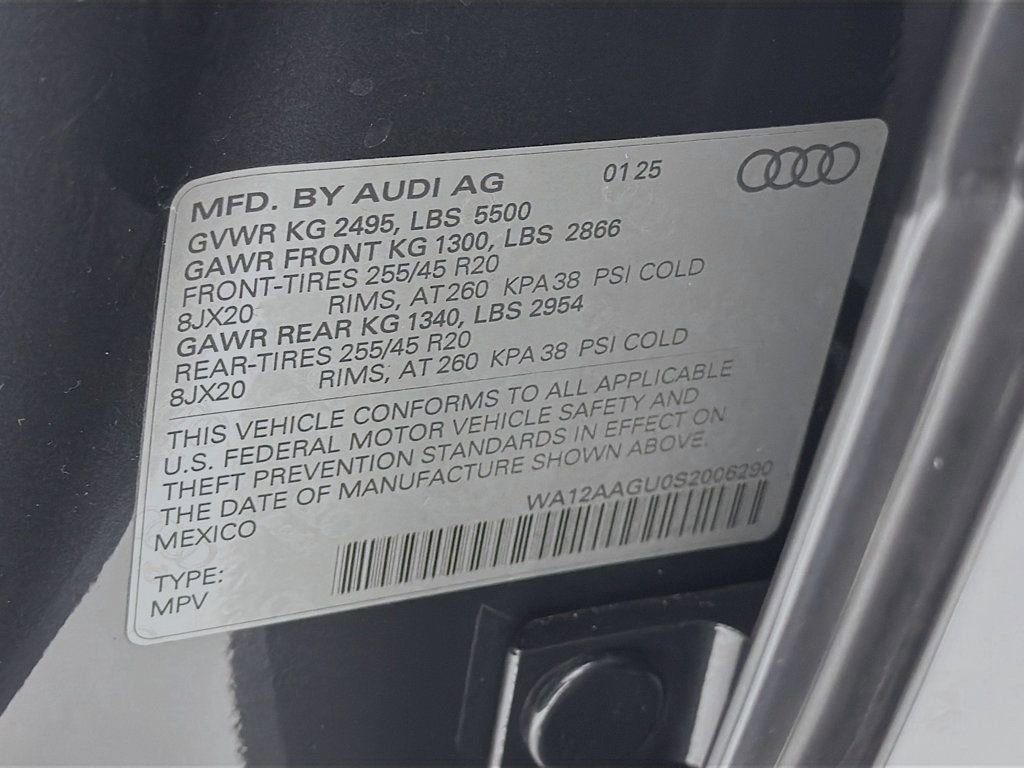 MFD. BY AUDI AG 01 25
GVWR KG 2495, LBS 5500
GAWR FRONT KG 1300, LBS 2866
FRONT-TIRES 255/45 R20
8JX20 RIMS, AT 260 KPA 38 PSI COLD
GAWR REAR KG 1340, LBS 2954
REAR-TIRES 255/45 R20
8JX20 RIMS, AT 260 KPA 38 PSI COLD
THIS VEHICLE CONFORMS TO ALL APPLICABLE
U.S. FEDERAL MOTOR VEHICLE SAFETY AND
THEFT PREVENTION STANDARDS IN EFFECT ON
THE DATE OF MANUFACTURE SHOWN ABOVE.
MEXICO WA12AAGU0S2006290
TYPE:
MPV